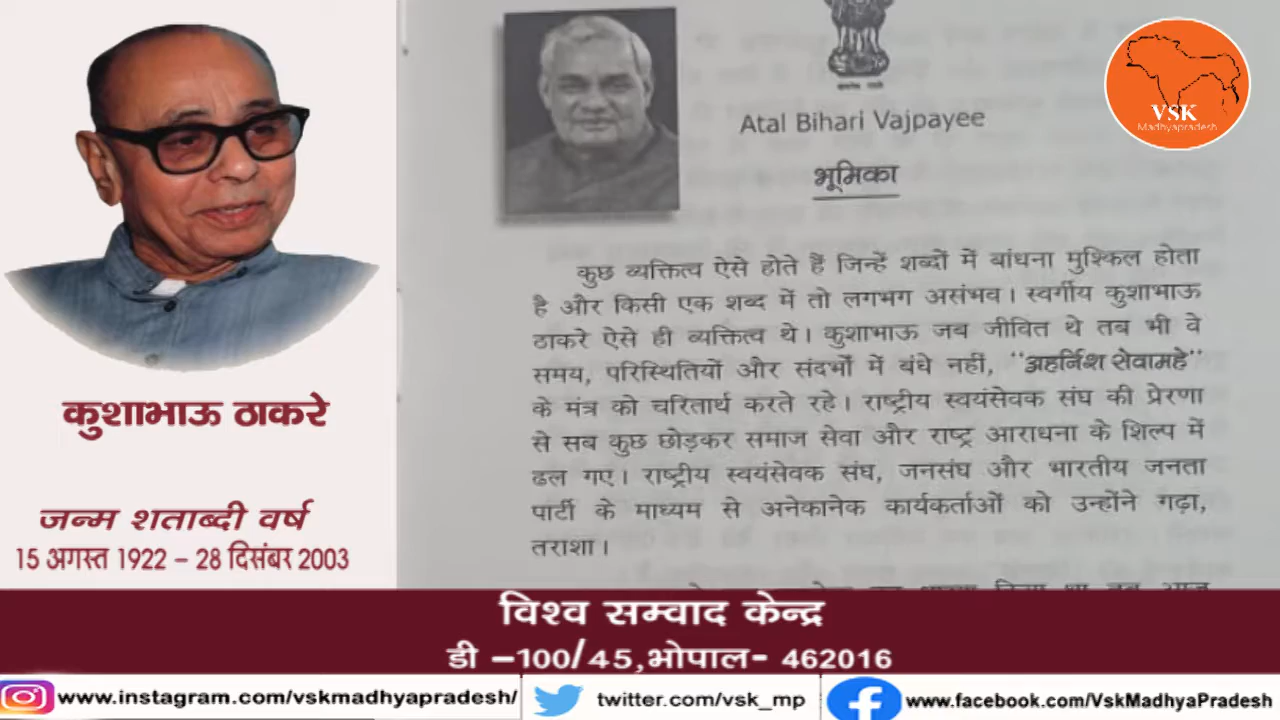 कुशाभाऊ ठाकरे
जन्म शताब्दी वर्ष
15 अगस्त 1922 – 28 दिसंबर 2003
Atal Bihari Vajpayee
भूमिका
कुछ व्यक्तित्व ऐसे होते हैं जिन्हें शब्दों में बांधना मुश्किल होता
है और किसी एक शब्द में तो लगभग असंभव। स्वर्गीय कुशाभाऊ
ठाकरे ऐसे ही व्यक्तित्व थे। कुशाभाऊ जब जीवित थे तब भी वे
समय, परिस्थितियों और संदर्भों में बंधे नहीं, ‘‘अहर्निश सेवामहे’’
के मंत्र को चरितार्थ करते रहे। राष्ट्रीय स्वयंसेवक संघ की प्रेरणा
से सब कुछ छोड़कर समाज सेवा और राष्ट्र आराधना के शिल्प में
ढल गए। राष्ट्रीय स्वयंसेवक संघ, जनसंघ और भारतीय जनता
पार्टी के माध्यम से अनेकानेक कार्यकर्ताओं को उन्होंने गढ़ा,
तराशा।
VSK
Madhyapradesh
विश्व सम्वाद केन्द्र
डी –100/45,भोपाल- 462016
www.instagram.com/vskmadhyapradesh/
twitter.com/vsk_mp
www.facebook.com/VskMadhyaPradesh